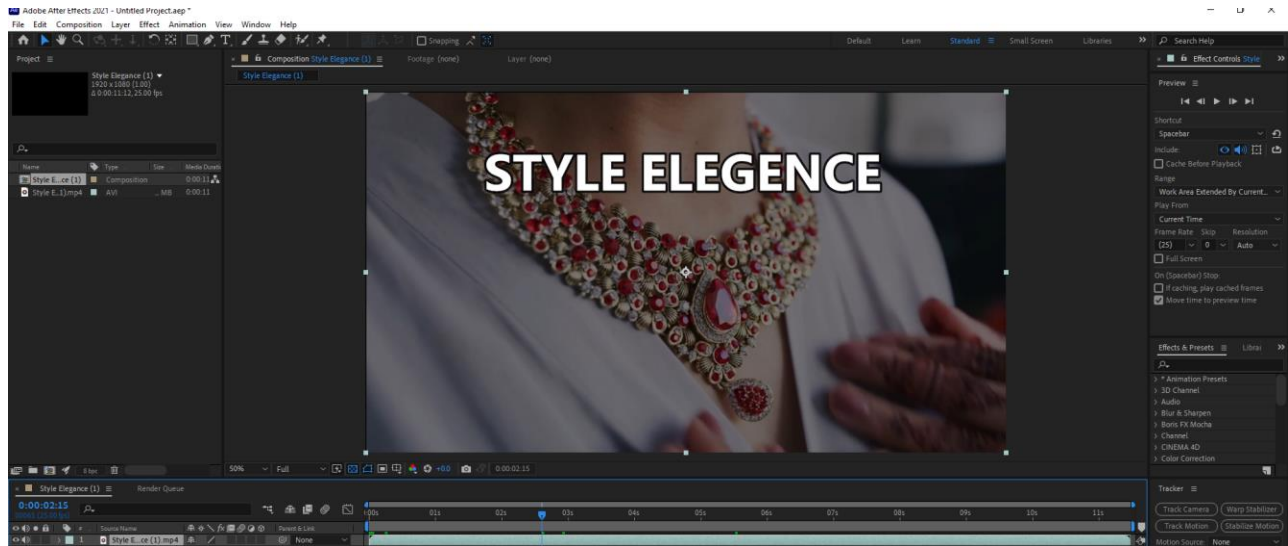 Adobe After Effects 2021 - Untitled Project.aep *
File Edit Composition Layer Effect Animation View Window Help
Snapping
Default Learn Standard Small Screen Libraries
Search Help
Project
Composition Style Elegance (1) Footage (none) Layer (none)
Effect Controls Style
Style Elegance (1)
Style Elegance (1)
1920 x 1080 (1.00)
Δ 0:00:11:12, 25.00 fps
Preview
Shortcut
Spacebar
Include:
Cache Before Playback
Range
Work Area Extended By Current...
Play From
Current Time
Frame Rate Skip Resolution
(25) 0 Auto
Full Screen
On (Spacebar) Stop:
If caching, play cached frames
Move time to preview time
Name Type Size Media Durati
Style E...ce (1) Composition 0:00:11
Style E...1).mp4 AVI ... MB 0:00:11
STYLE ELEGENCE
Effects & Presets Librai
* Animation Presets
3D Channel
Audio
Blur & Sharpen
Boris FX Mocha
Channel
CINEMA 4D
Color Correction
8 bpc
50% Full +0.0 0:00:02:15
Style Elegance (1) Render Queue
Tracker
0:00:02:15
:00s 01s 02s 03s 04s 05s 06s 07s 08s 09s 10s 11s
Track Camera Warp Stabilizer
Track Motion Stabilize Motion
Source Name Parent & Link
1 Style E...ce (1).mp4 None
Motion Source: None